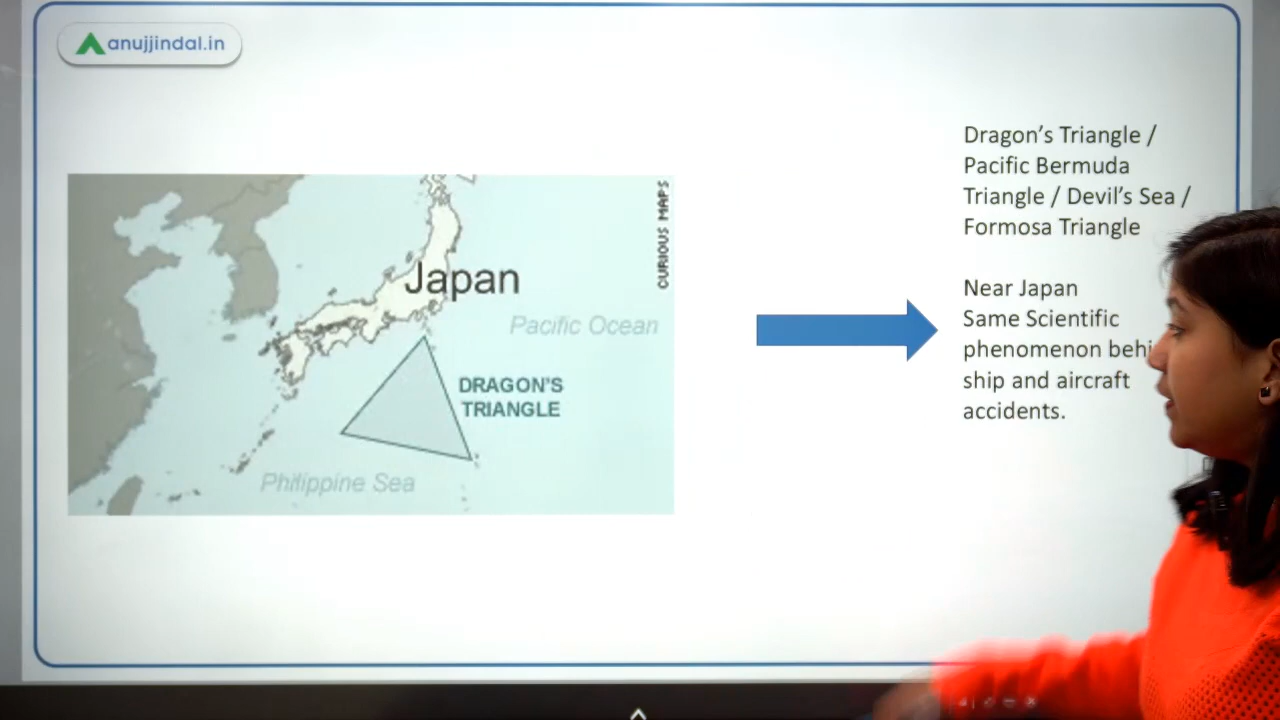 anujjindal.in
Dragon's Triangle /
Pacific Bermuda
Triangle / Devil's Sea /
Formosa Triangle
Near Japan
Same Scientific
phenomenon
ship and aircraft
accidents.
CURIOUS MAPS
Japan
Pacific Ocean
DRAGON'S
TRIANGLE
Philippine Sea